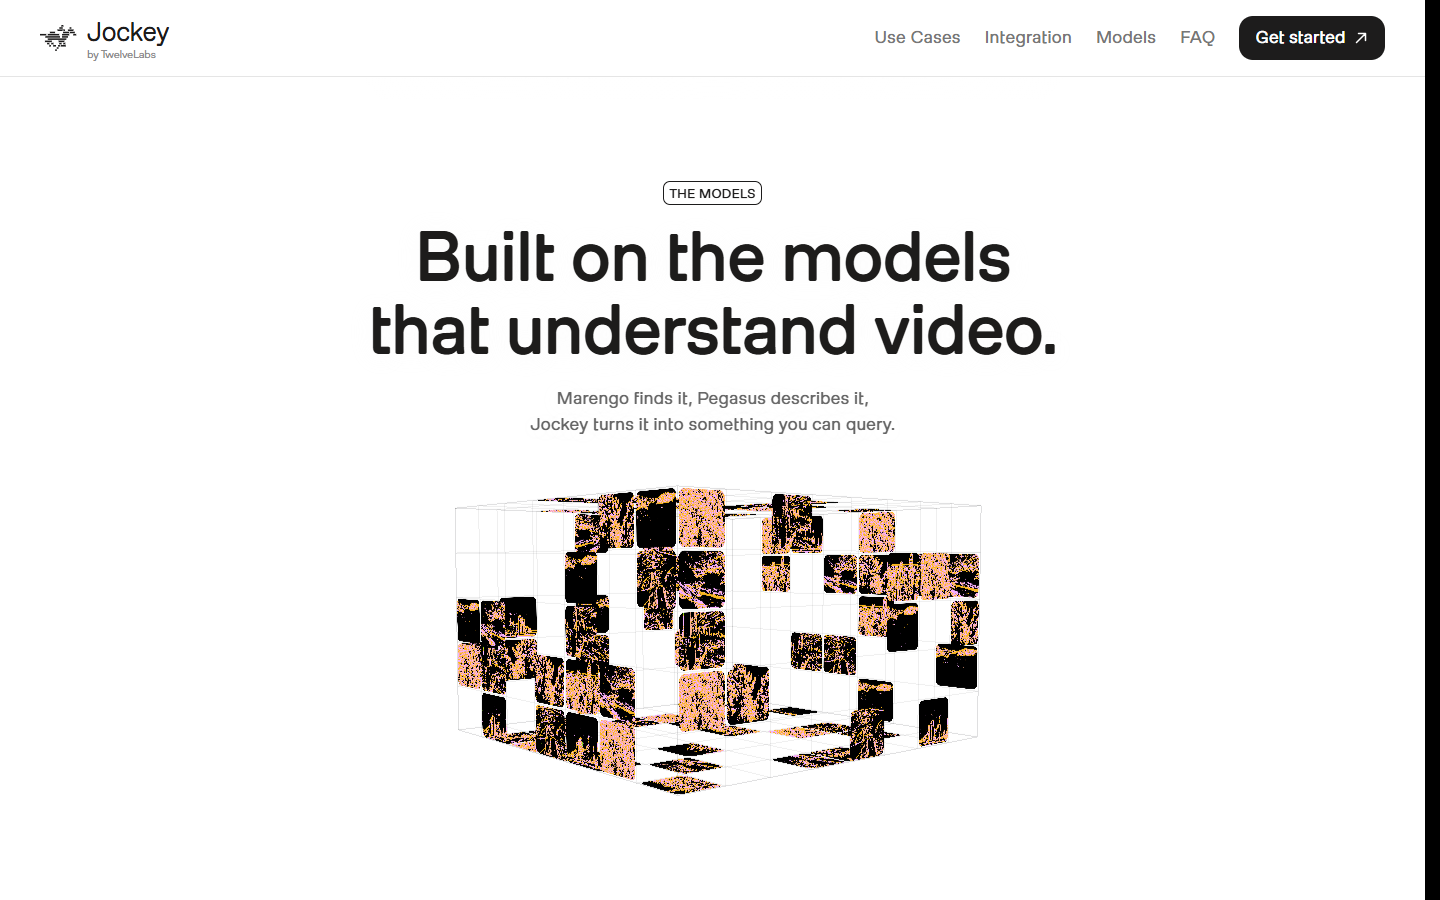 Jockey
by TwelveLabs
Use Cases
Integration
Models
FAQ
Get started
THE MODELS
Built on the models
that understand video.
Marengo finds it, Pegasus describes it,
Jockey turns it into something you can query.